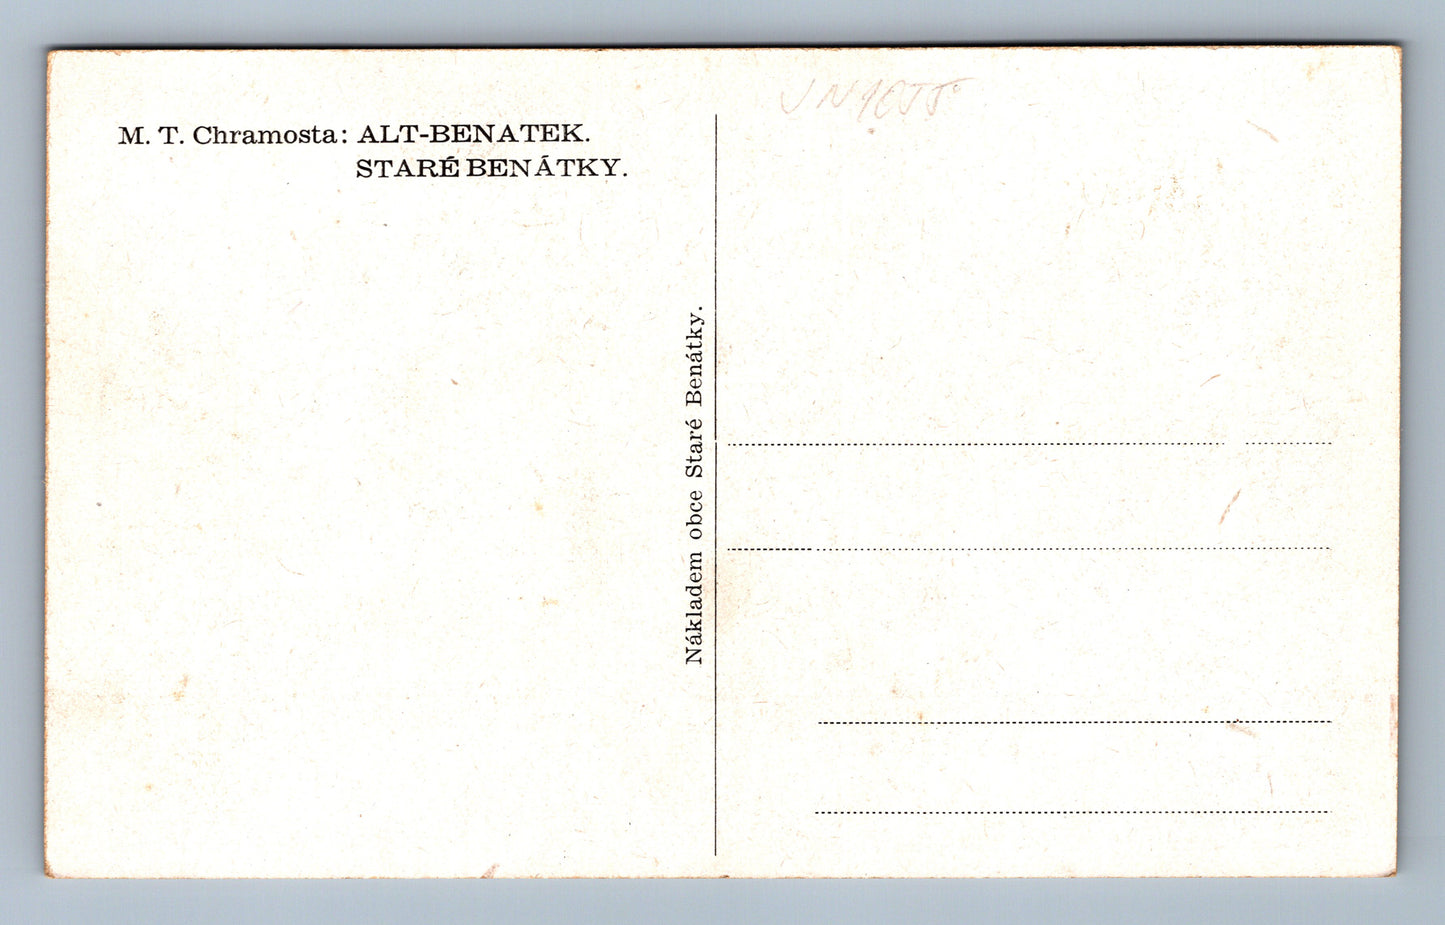 M. T. Chramosta: ALT-BENATEK.
STARÉ BENÁTKY.
Nákladem obce Staré Benátky.